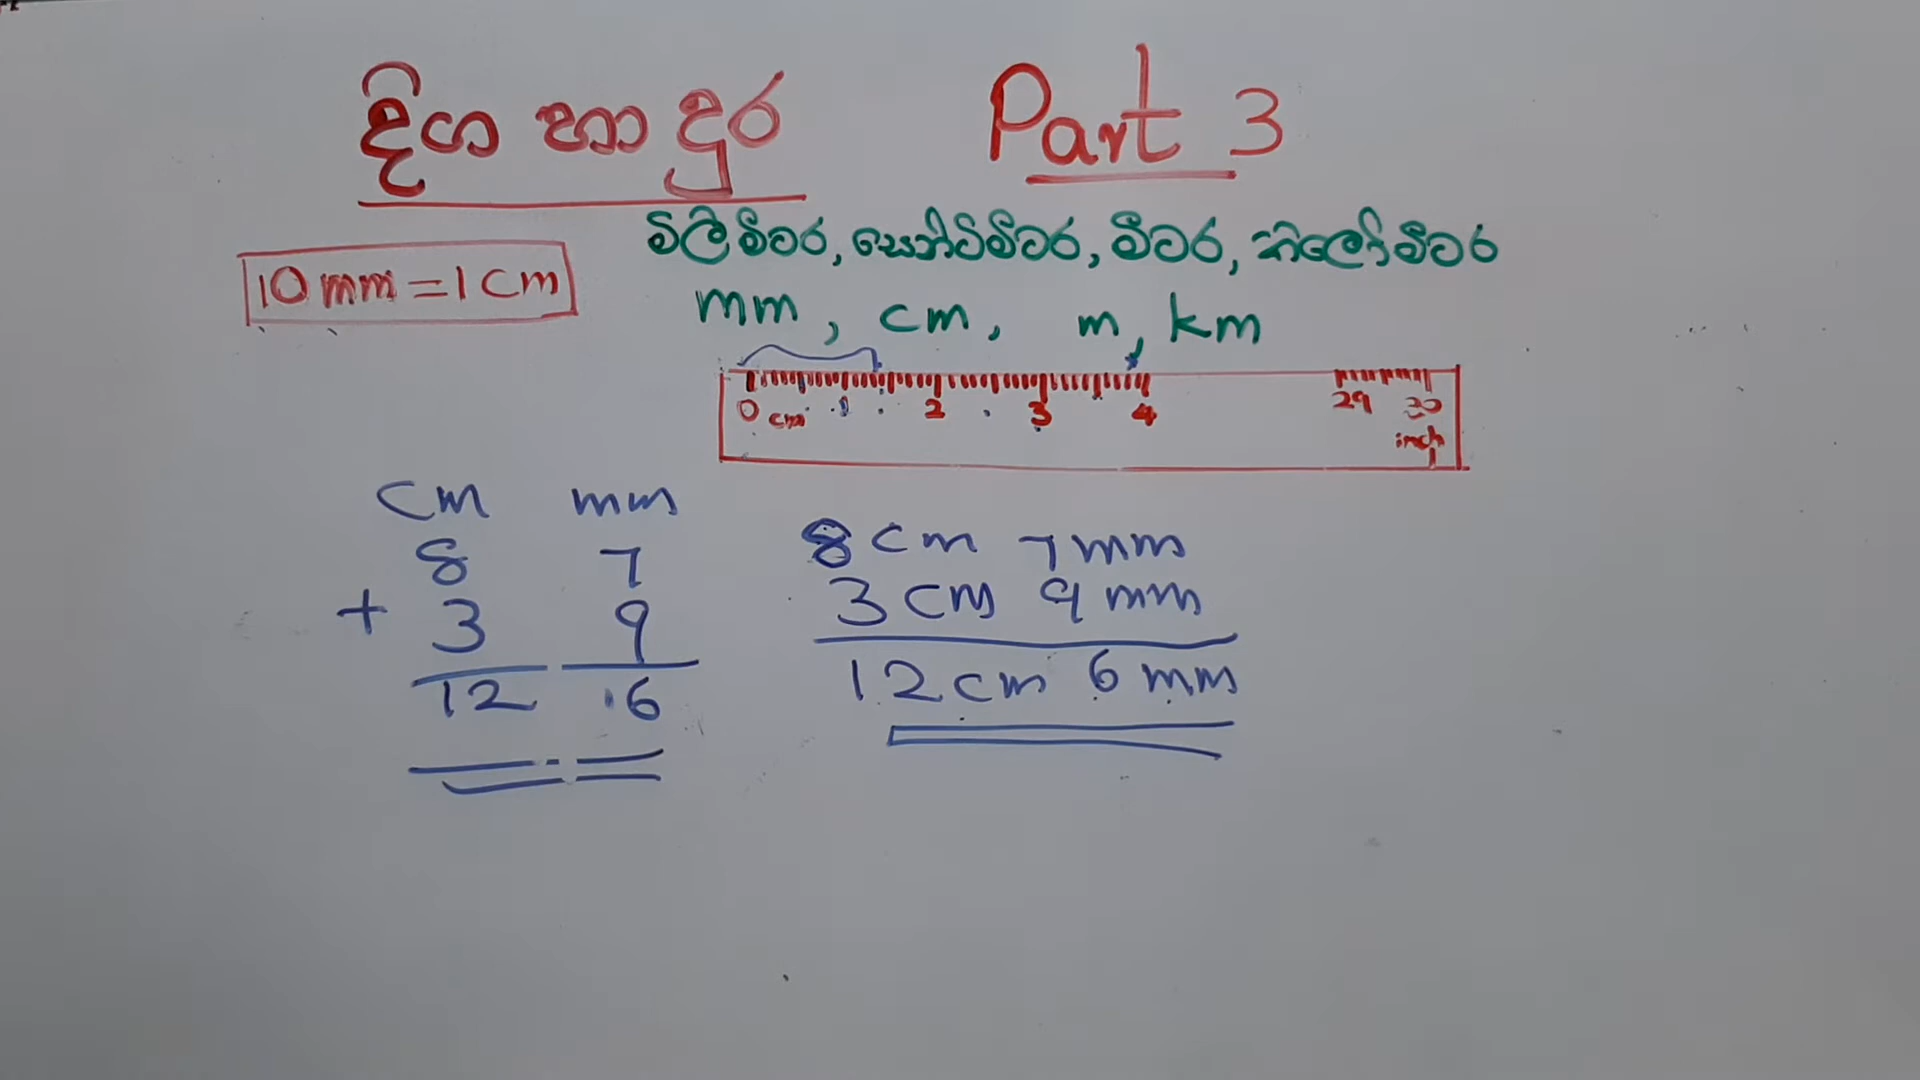 දිග හා දුර Part 3
මිලිමීටර, සෙන්ටිමීටර, මීටර, කිලෝමීටර
10 mm = 1 cm
mm, cm, m, km
0 cm 1 2 3 4 29 30
inch
cm mm
8 7
+ 3 9
12 16
8 cm 7 mm
3 cm 9 mm
12 cm 6 mm